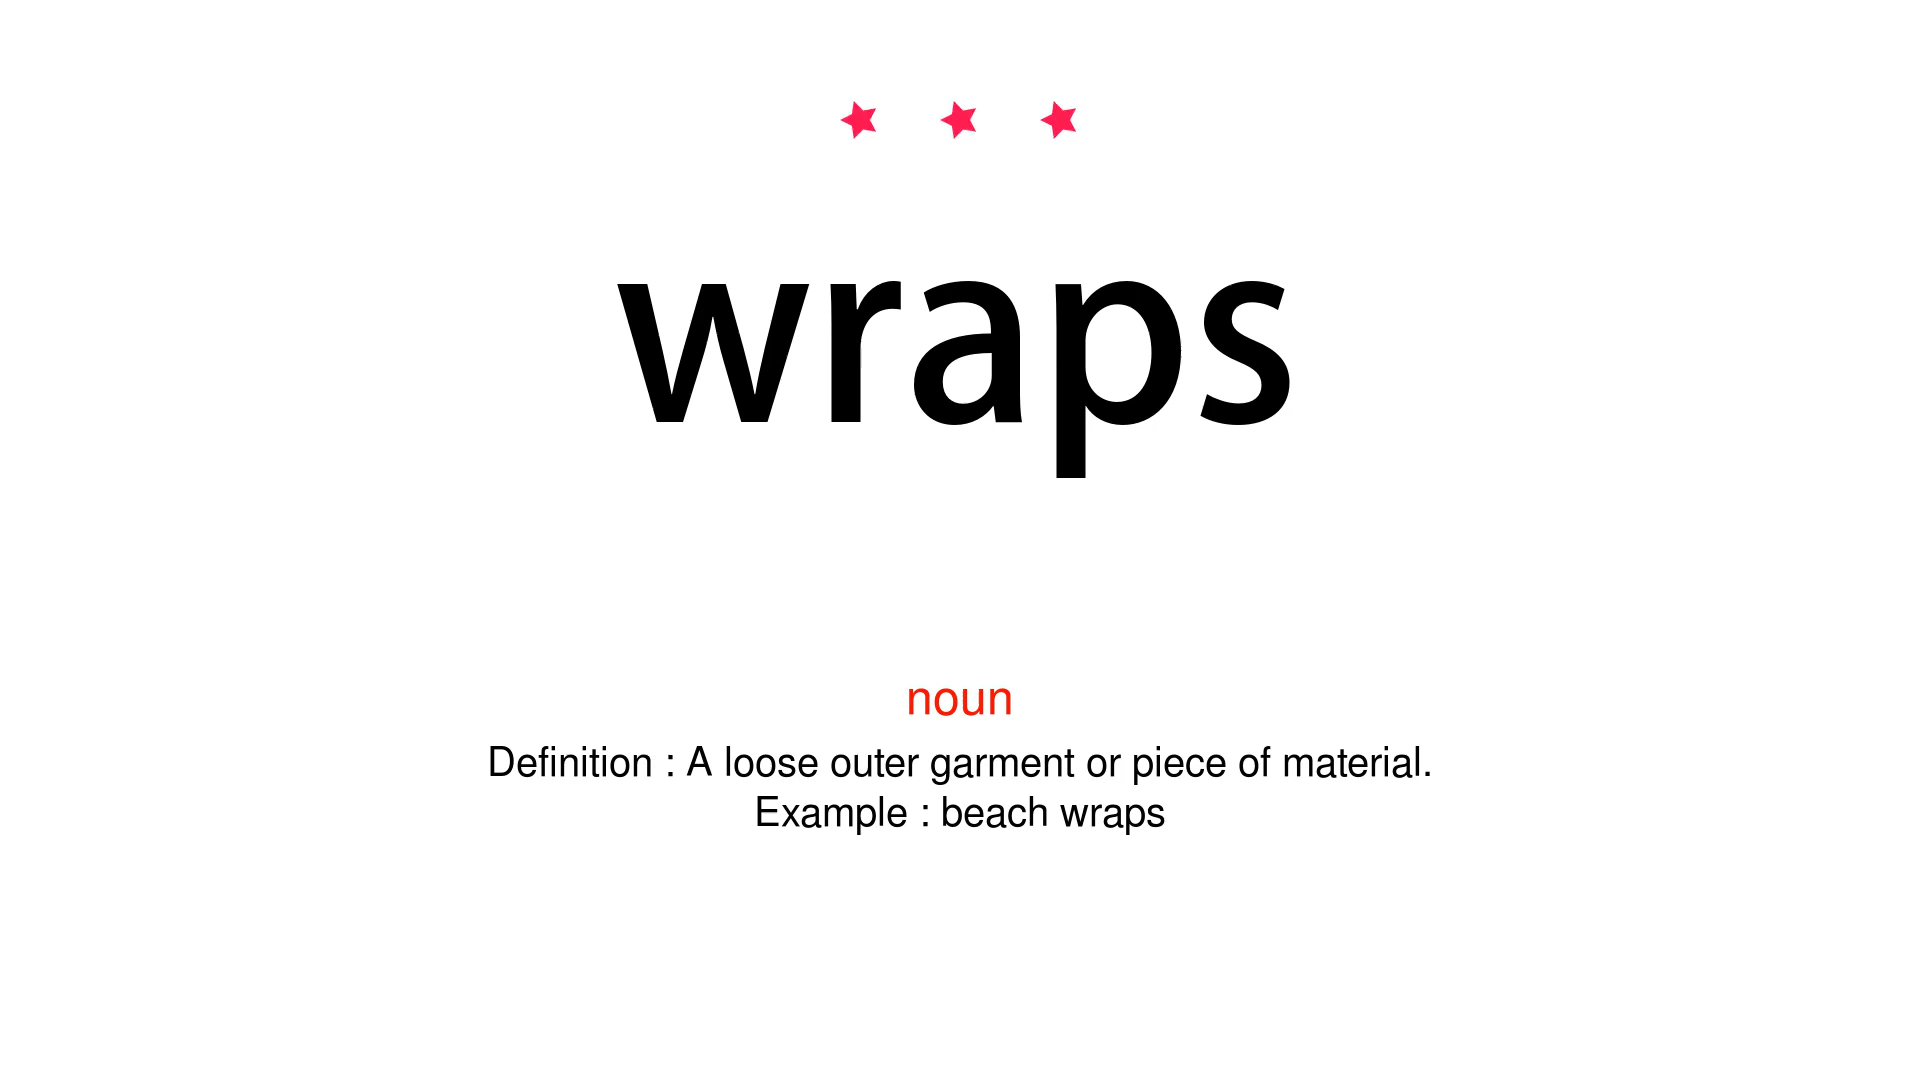 wraps
noun
Definition : A loose outer garment or piece of material.
Example : beach wraps